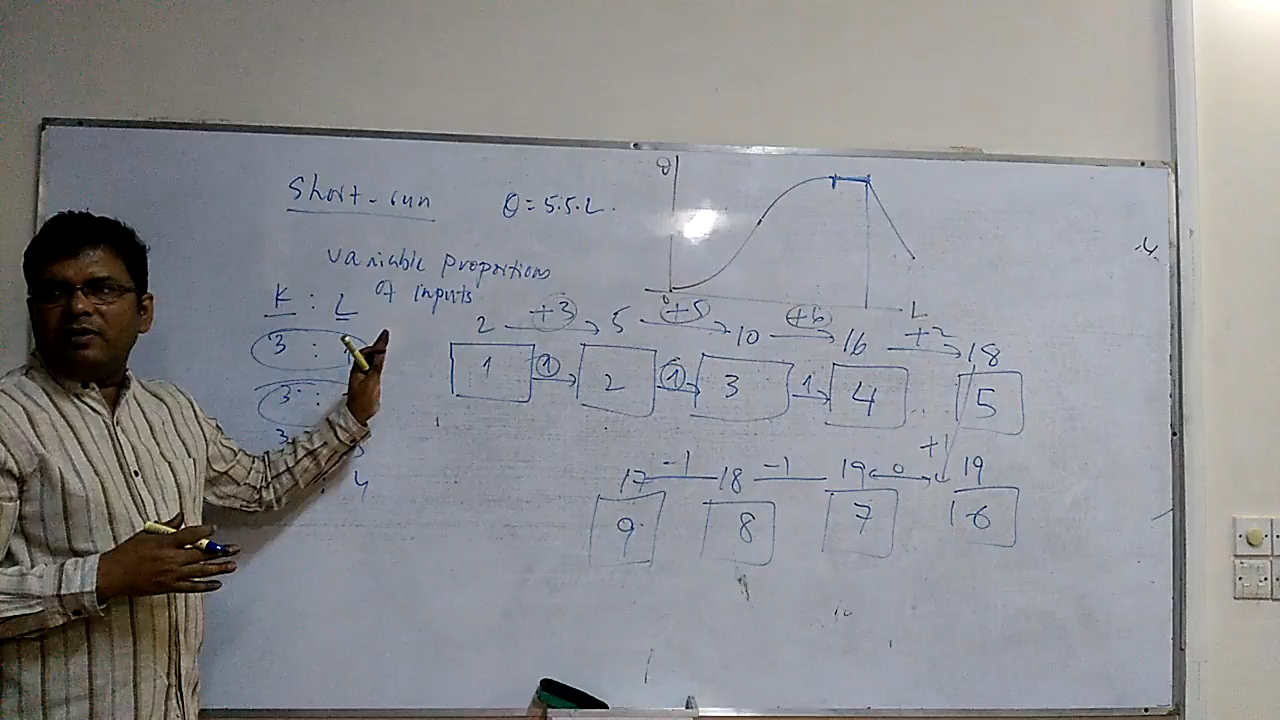 Short-run
Q = 5.5.L.
Q
0
L
variable proportions
of inputs
K : L
3 :
3 :
3
: 4
2 +3 5 +5 10 +6 16 +2 18
1 1 2 1 3 1 4 5
+1
17 -1 18 -1 19 0 19
9 8 7 6